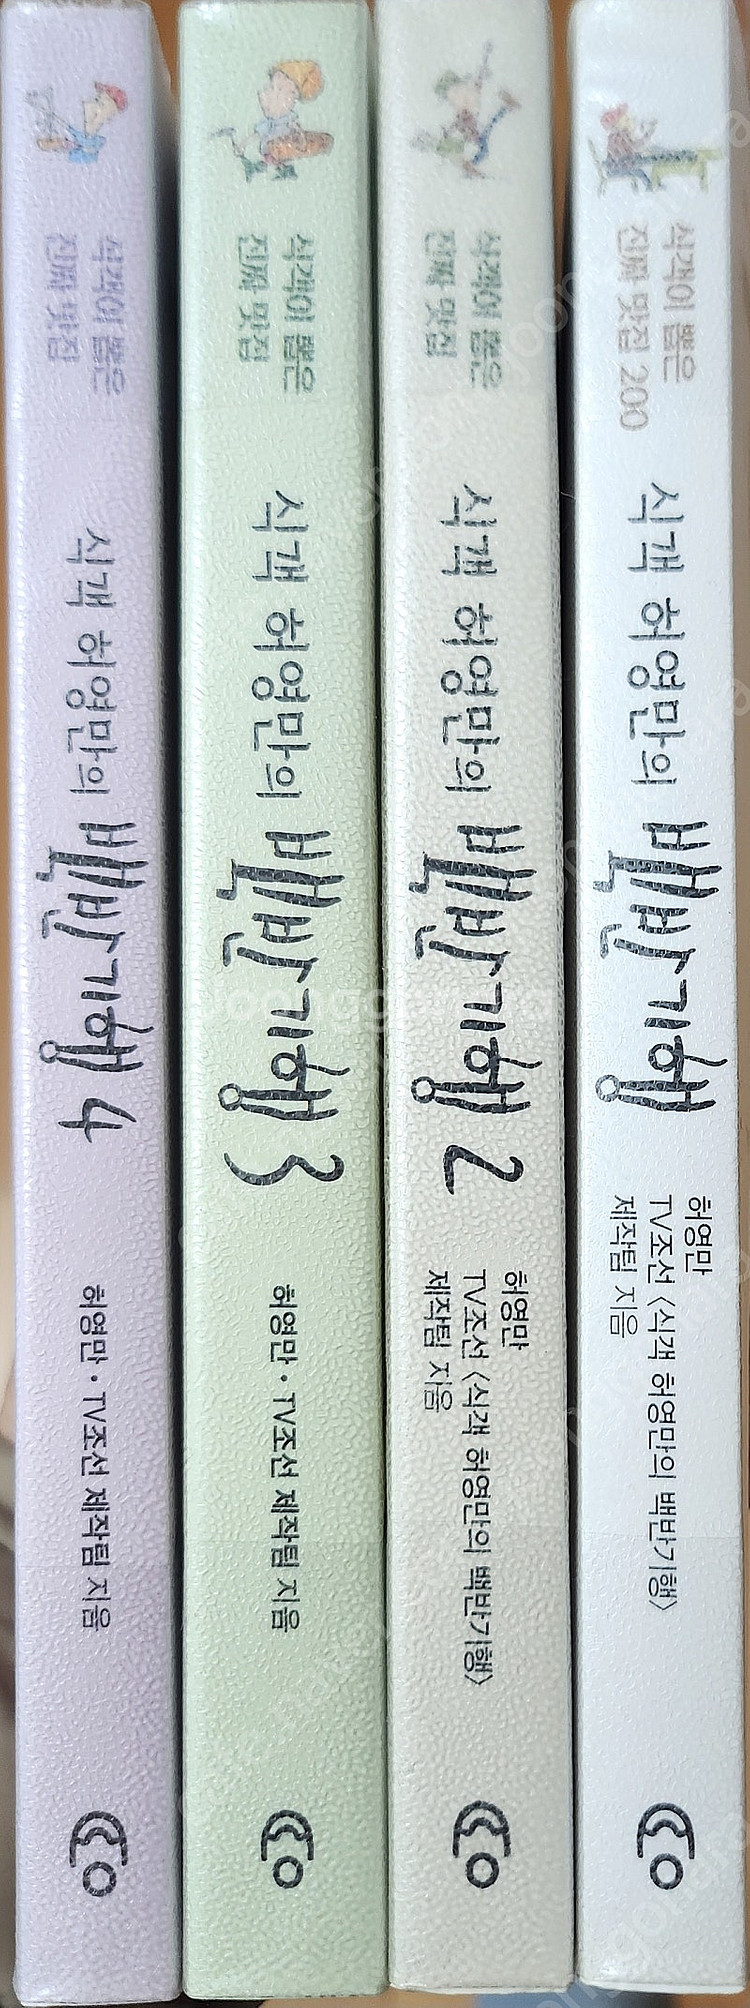 식객이 뽑은
진짜 맛집
식객 허영만의 백반기행 4
허영만 · TV조선 제작팀 지음
식객이 뽑은
진짜 맛집
식객 허영만의 백반기행 3
허영만 · TV조선 제작팀 지음
식객이 뽑은
진짜 맛집
식객 허영만의 백반기행 2
허영만
TV조선 〈식객 허영만의 백반기행〉
제작팀 지음
식객이 뽑은
진짜 맛집 200
식객 허영만의 백반기행
허영만
TV조선 〈식객 허영만의 백반기행〉
제작팀 지음